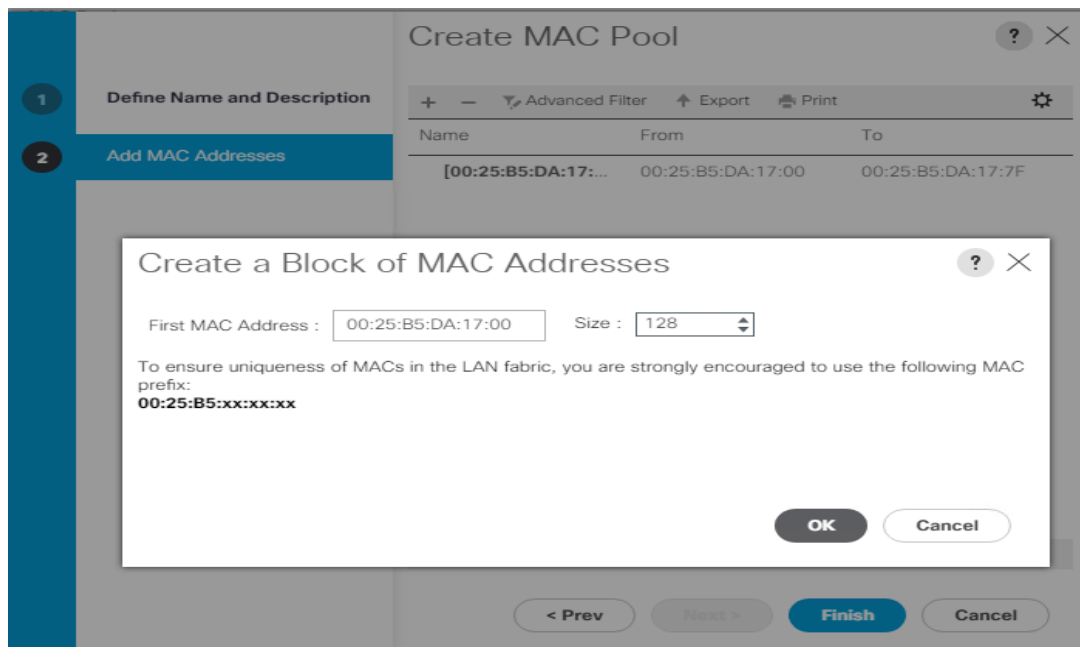 Create MAC Pool
?
1
Define Name and Description
+ − Advanced Filter Export Print
Name From To
2
Add MAC Addresses
[00:25:B5:DA:17:... 00:25:B5:DA:17:00 00:25:B5:DA:17:7F
Create a Block of MAC Addresses
?
First MAC Address : 00:25:B5:DA:17:00 Size : 128
To ensure uniqueness of MACs in the LAN fabric, you are strongly encouraged to use the following MAC
prefix:
00:25:B5:xx:xx:xx
OK Cancel
< Prev Next > Finish Cancel